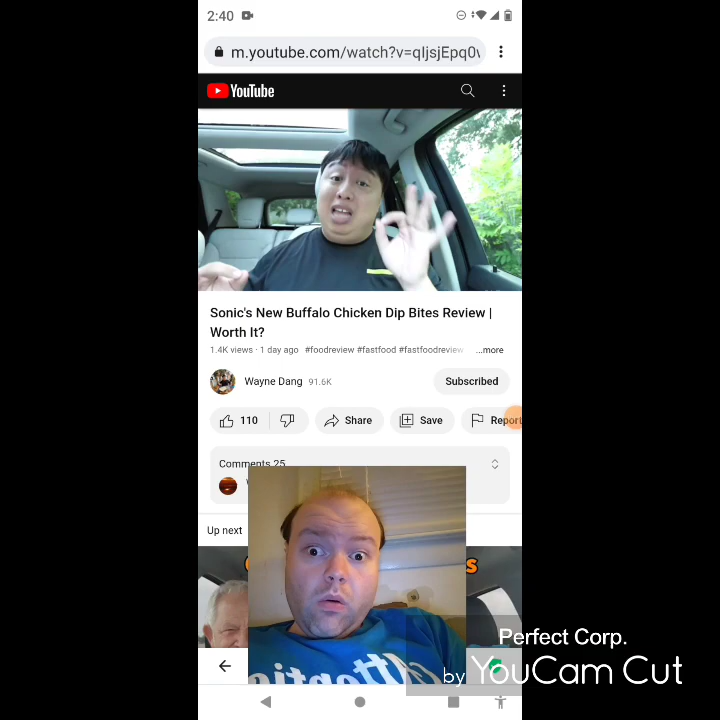 2:40
m.youtube.com/watch?v=qIjsjEpq0
YouTube
Sonic's New Buffalo Chicken Dip Bites Review |
Worth It?
1.4K views · 1 day ago #foodreview #fastfood #fastfoodreview ...more
Wayne Dang 91.6K
Subscribed
110
Share
Save
Report
Comments 25
Up next
S
Perfect Corp.
by YouCam Cut